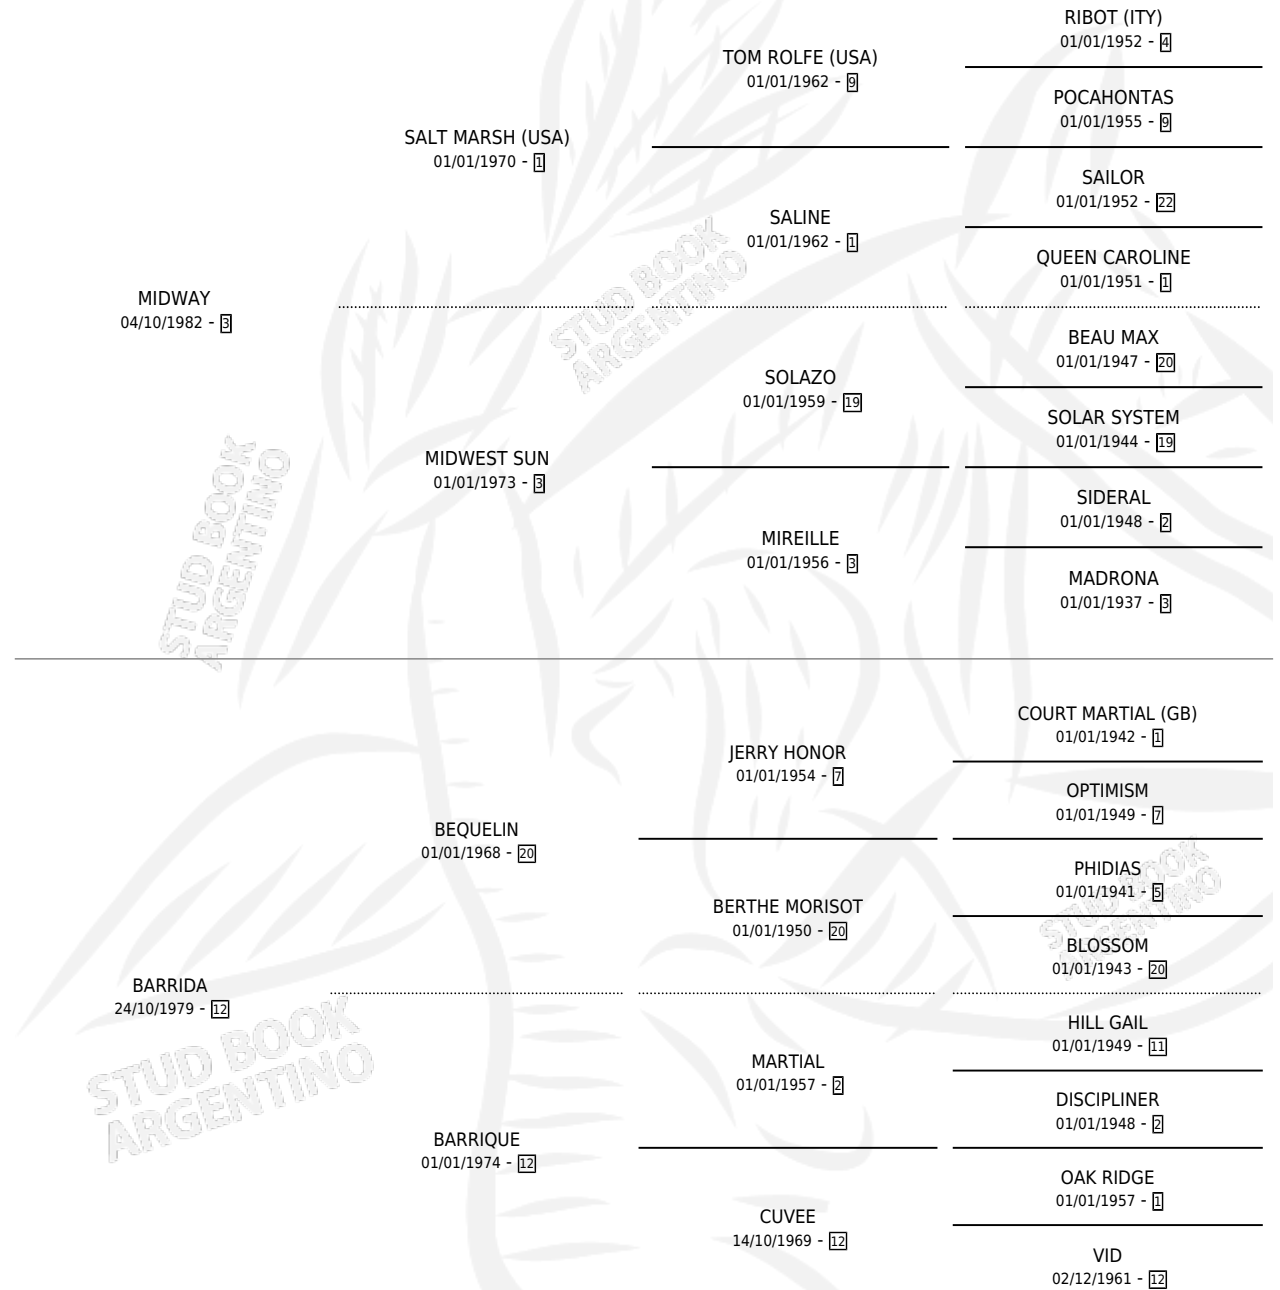 RIBOT (ITY)
01/01/1952 - 4
TOM ROLFE (USA)
01/01/1962 - 9
POCAHONTAS
01/01/1955 - 9
SALT MARSH (USA)
01/01/1970 - 1
SAILOR
01/01/1952 - 22
SALINE
01/01/1962 - 1
QUEEN CAROLINE
01/01/1951 - 1
MIDWAY
04/10/1982 - 3
STUD BOOK
ARGENTINO
BEAU MAX
01/01/1947 - 20
SOLAZO
01/01/1959 - 19
SOLAR SYSTEM
01/01/1944 - 19
MIDWEST SUN
01/01/1973 - 3
SIDERAL
01/01/1948 - 2
MIREILLE
01/01/1956 - 3
MADRONA
01/01/1937 - 3
STUD BOOK
ARGENTINO
COURT MARTIAL (GB)
01/01/1942 - 1
JERRY HONOR
01/01/1954 - 7
OPTIMISM
01/01/1949 - 7
BEQUELIN
01/01/1968 - 20
PHIDIAS
01/01/1941 - 5
BERTHE MORISOT
01/01/1950 - 20
BLOSSOM
01/01/1943 - 20
STUD BOOK
ARGENTINO
BARRIDA
24/10/1979 - 12
HILL GAIL
01/01/1949 - 11
MARTIAL
01/01/1957 - 2
DISCIPLINER
01/01/1948 - 2
STUD BOOK
ARGENTINO
BARRIQUE
01/01/1974 - 12
OAK RIDGE
01/01/1957 - 1
CUVEE
14/10/1969 - 12
VID
02/12/1961 - 12